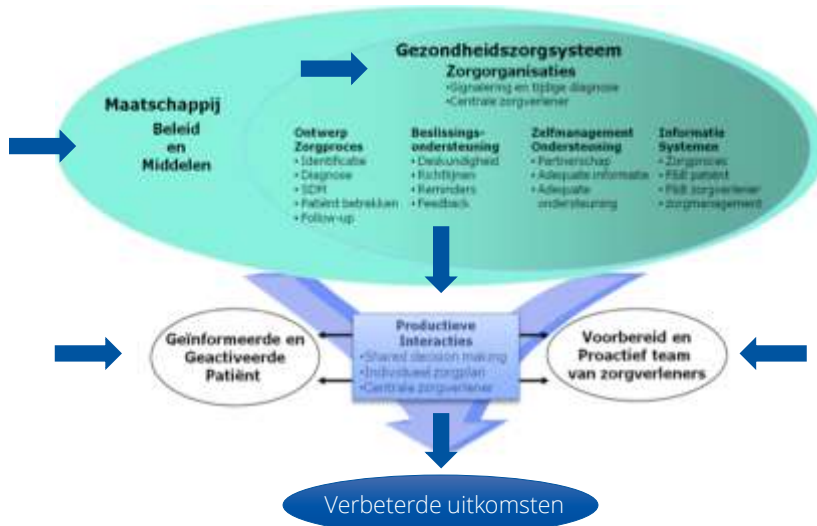 Gezondheidszorgsysteem
Zorgorganisaties
•Signalering en tijdige diagnose
•Centrale zorgverlener
Maatschappij
Beleid
en
Middelen
Ontwerp
Zorgproces
• Identificatie
• Diagnose
• SDM
• Patiënt betrekken
• Follow-up
Beslissings-
ondersteuning
• Deskundigheid
• Richtlijnen
• Reminders
• Feedback
Zelfmanagement
Ondersteuning
• Partnerschap
• Adequate informatie
• Adequate
ondersteuning
Informatie
Systemen
• Zorgproces
patiënt
zorgverlener
• zorgmanagement
Geïnformeerde en
Geactiveerde
Patiënt
Productieve
Interacties
•Shared decision making
•Individueel zorgplan
•Centrale zorgverlener
Voorbereid en
Proactief team
van zorgverleners
Verbeterde uitkomsten